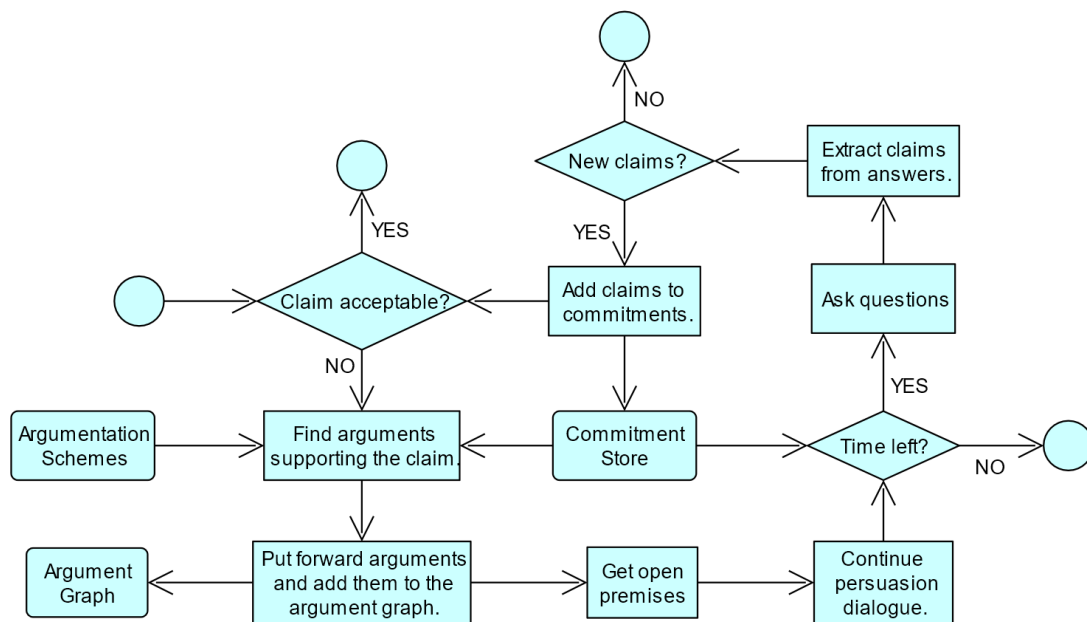 NO
New claims?
Extract claims
from answers.
YES
YES
Claim acceptable?
Add claims to
commitments.
Ask questions
NO
YES
Argumentation
Schemes
Find arguments
supporting the claim.
Commitment
Store
Time left?
NO
Argument
Graph
Put forward arguments
and add them to the
argument graph.
Get open
premises
Continue
persuasion
dialogue.